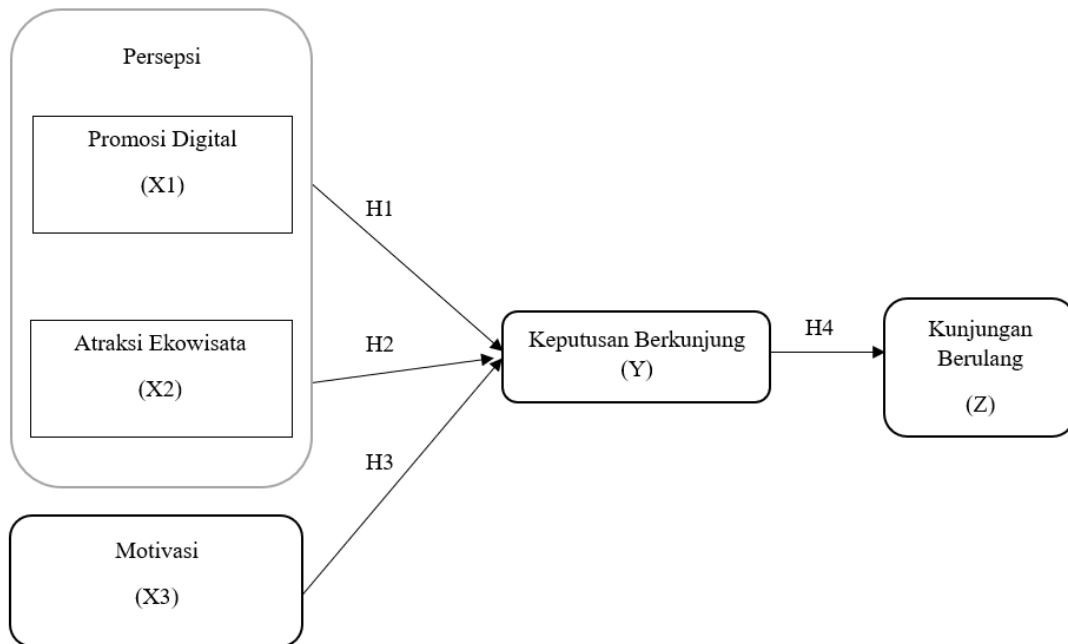 Persepsi
Promosi Digital
(X1)
H1
Atraksi Ekowisata
(X2)
H2
Keputusan Berkunjung
(Y)
H4
Kunjungan
Berulang
(Z)
H3
Motivasi
(X3)